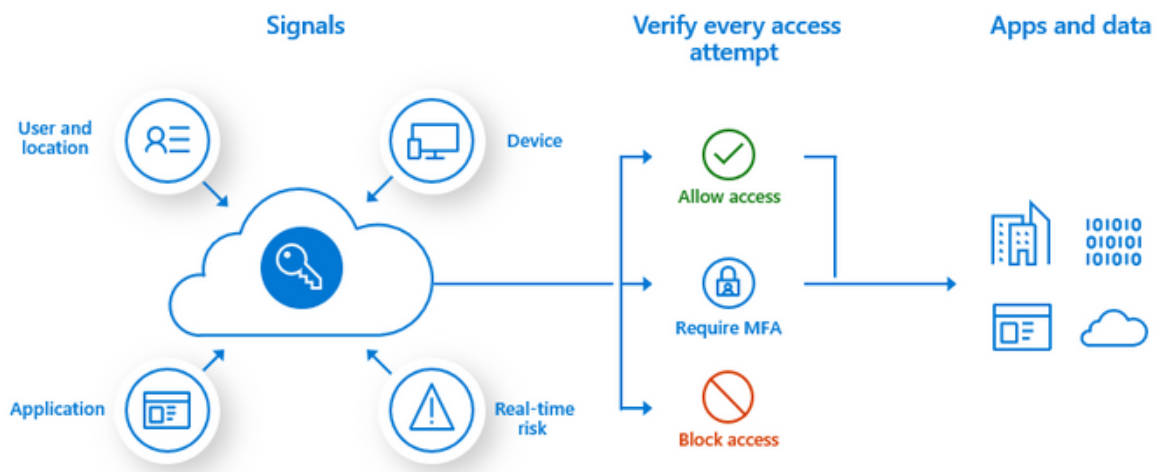 Signals
Verify every access
attempt
Apps and data
User and
location
Device
Allow access
101010
010101
101010
Require MFA
Application
Real-time
risk
Block access